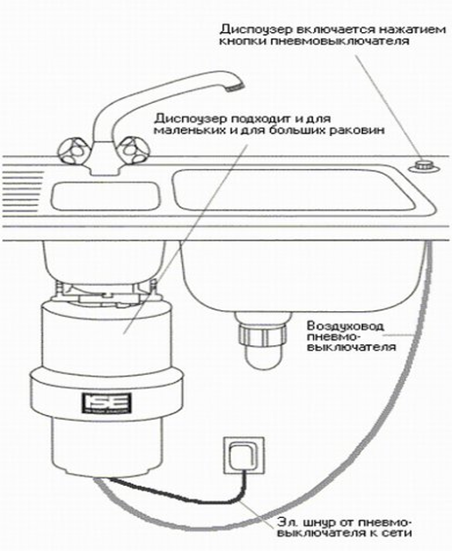 Диспоузер включается нажатием
кнопки пневмовыключателя
Диспоузер подходит и для
маленьких и для больших раковин
Воздуховод
пневмо-
выключателя
ISE
Эл. шнур от пневмо-
выключателя к сети